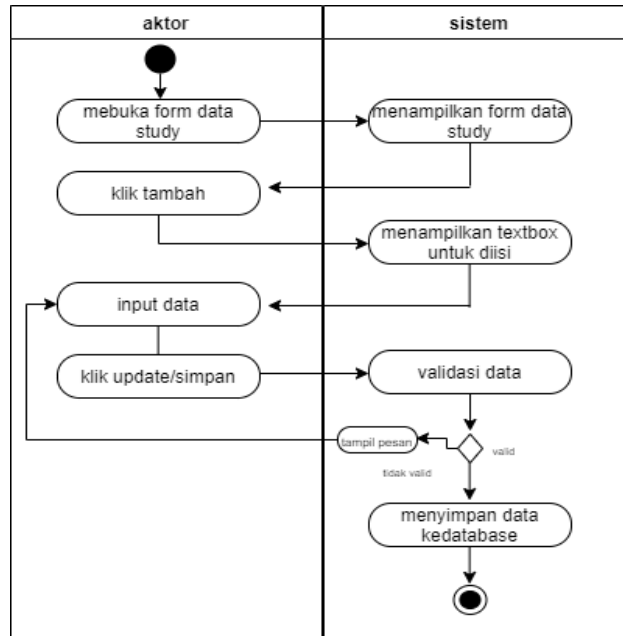 aktor
sistem
mebuka form data
study
menampilkan form data
study
klik tambah
menampilkan textbox
untuk diisi
input data
klik update/simpan
validasi data
tampil pesan
valid
tidak valid
menyimpan data
kedatabase